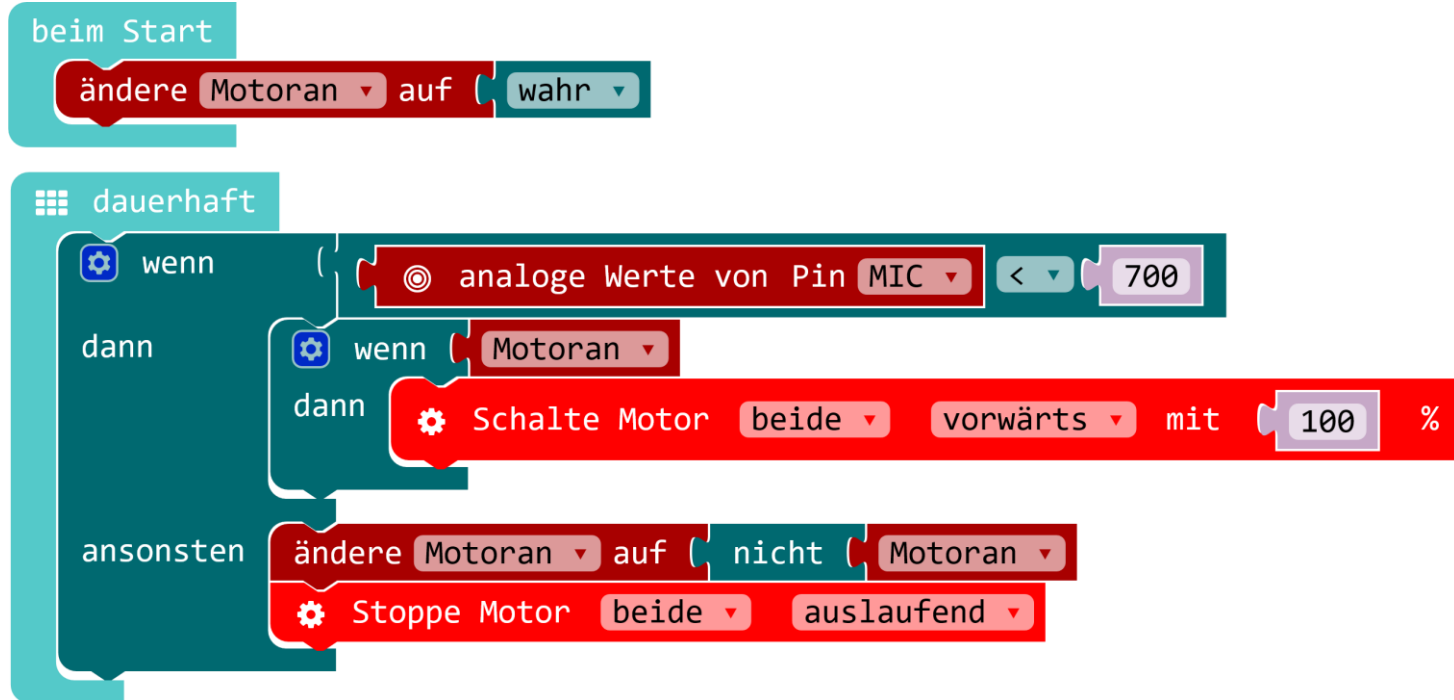 beim Start
ändere Motoran auf wahr
dauerhaft
wenn analoge Werte von Pin MIC < 700
dann wenn Motoran
dann Schalte Motor beide vorwärts mit 100 %
ansonsten ändere Motoran auf nicht Motoran
Stoppe Motor beide auslaufend